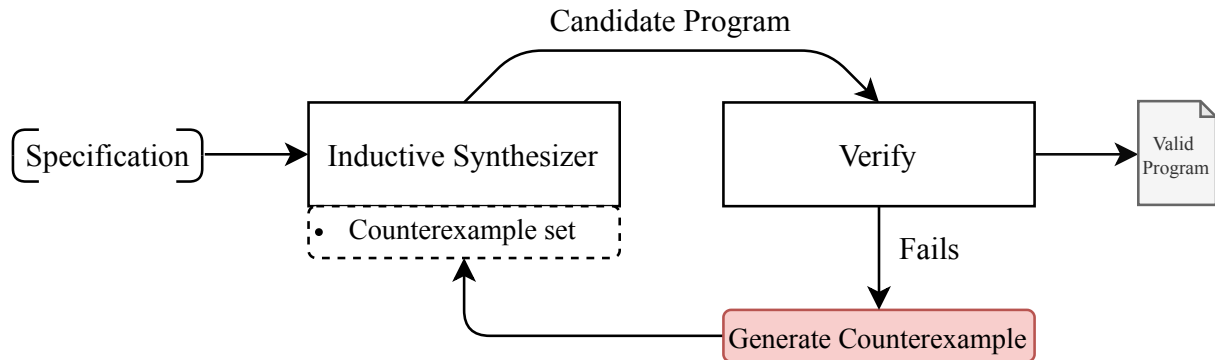 Candidate Program
Specification
Inductive Synthesizer
Verify
Valid
Program
• Counterexample set
Fails
Generate Counterexample